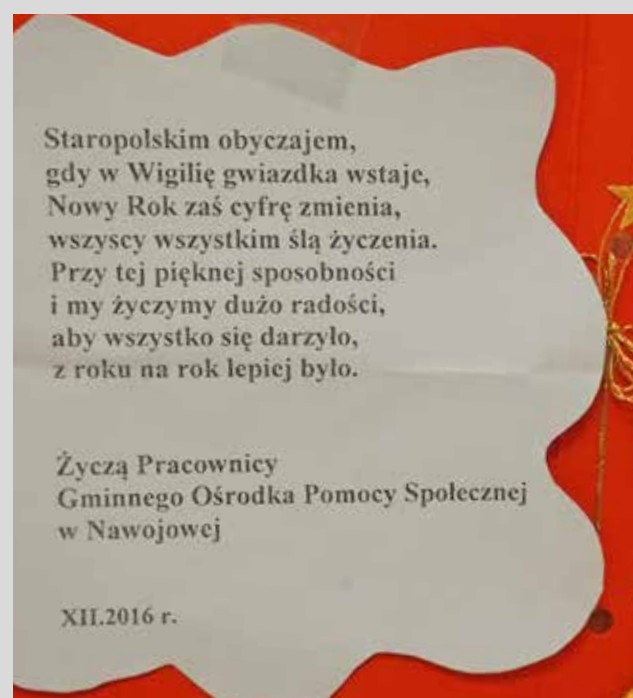 Staropolskim obyczajem,
gdy w Wigilię gwiazdka wstaje,
Nowy Rok zaś cyfrę zmienia,
wszyscy wszystkim ślą życzenia.
Przy tej pięknej sposobności
i my życzymy dużo radości,
aby wszystko się darzyło,
z roku na rok lepiej było.
Życzą Pracownicy
Gminnego Ośrodka Pomocy Społecznej
w Nawojowej
XII.2016 r.